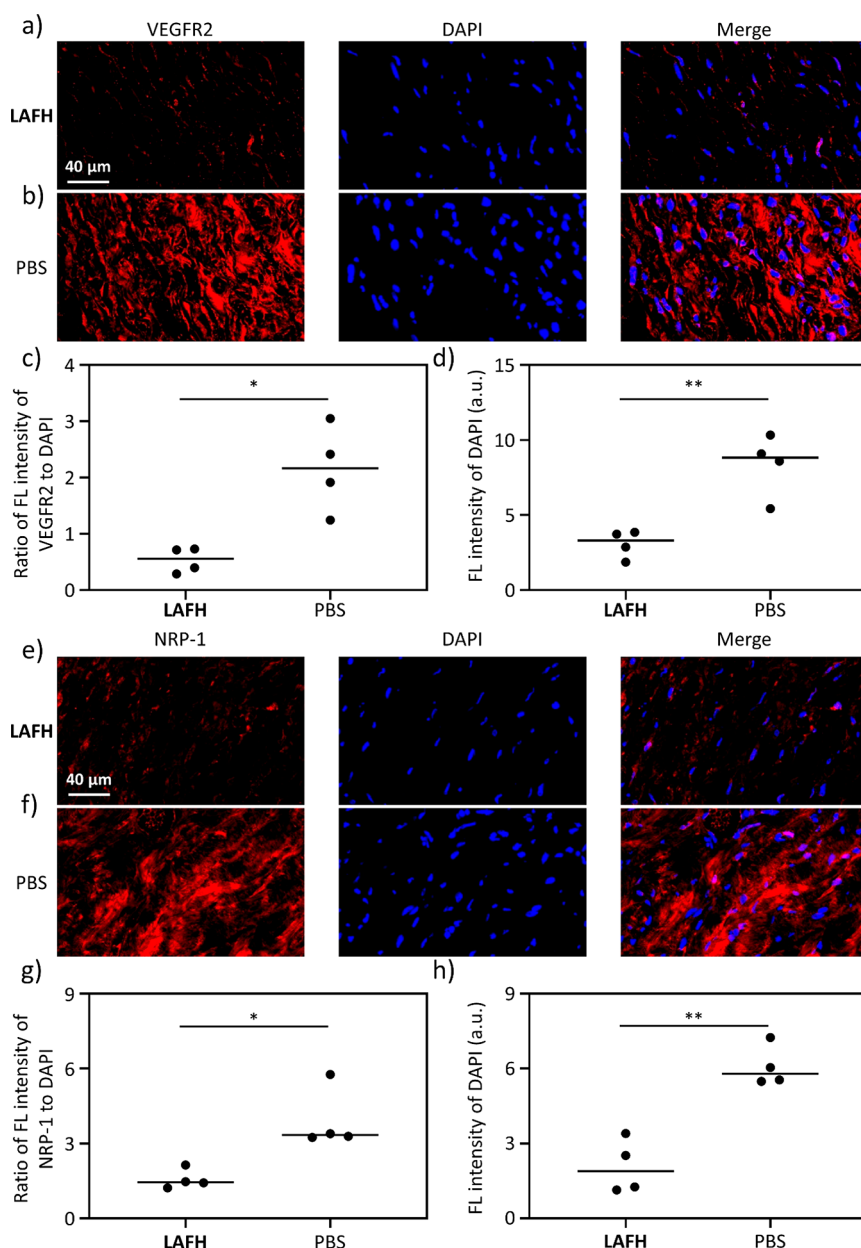 a)
VEGFR2 DAPI Merge
LAFH
40 µm
b)
PBS
c)
Ratio of FL intensity of
VEGFR2 to DAPI
4
3
2
1
0
*
LAFH PBS
d)
FL intensity of DAPI (a.u.)
15
10
5
0
**
LAFH PBS
e)
NRP-1 DAPI Merge
LAFH
40 µm
f)
PBS
g)
Ratio of FL intensity of
NRP-1 to DAPI
9
6
3
0
*
LAFH PBS
h)
FL intensity of DAPI (a.u.)
9
6
3
0
**
LAFH PBS